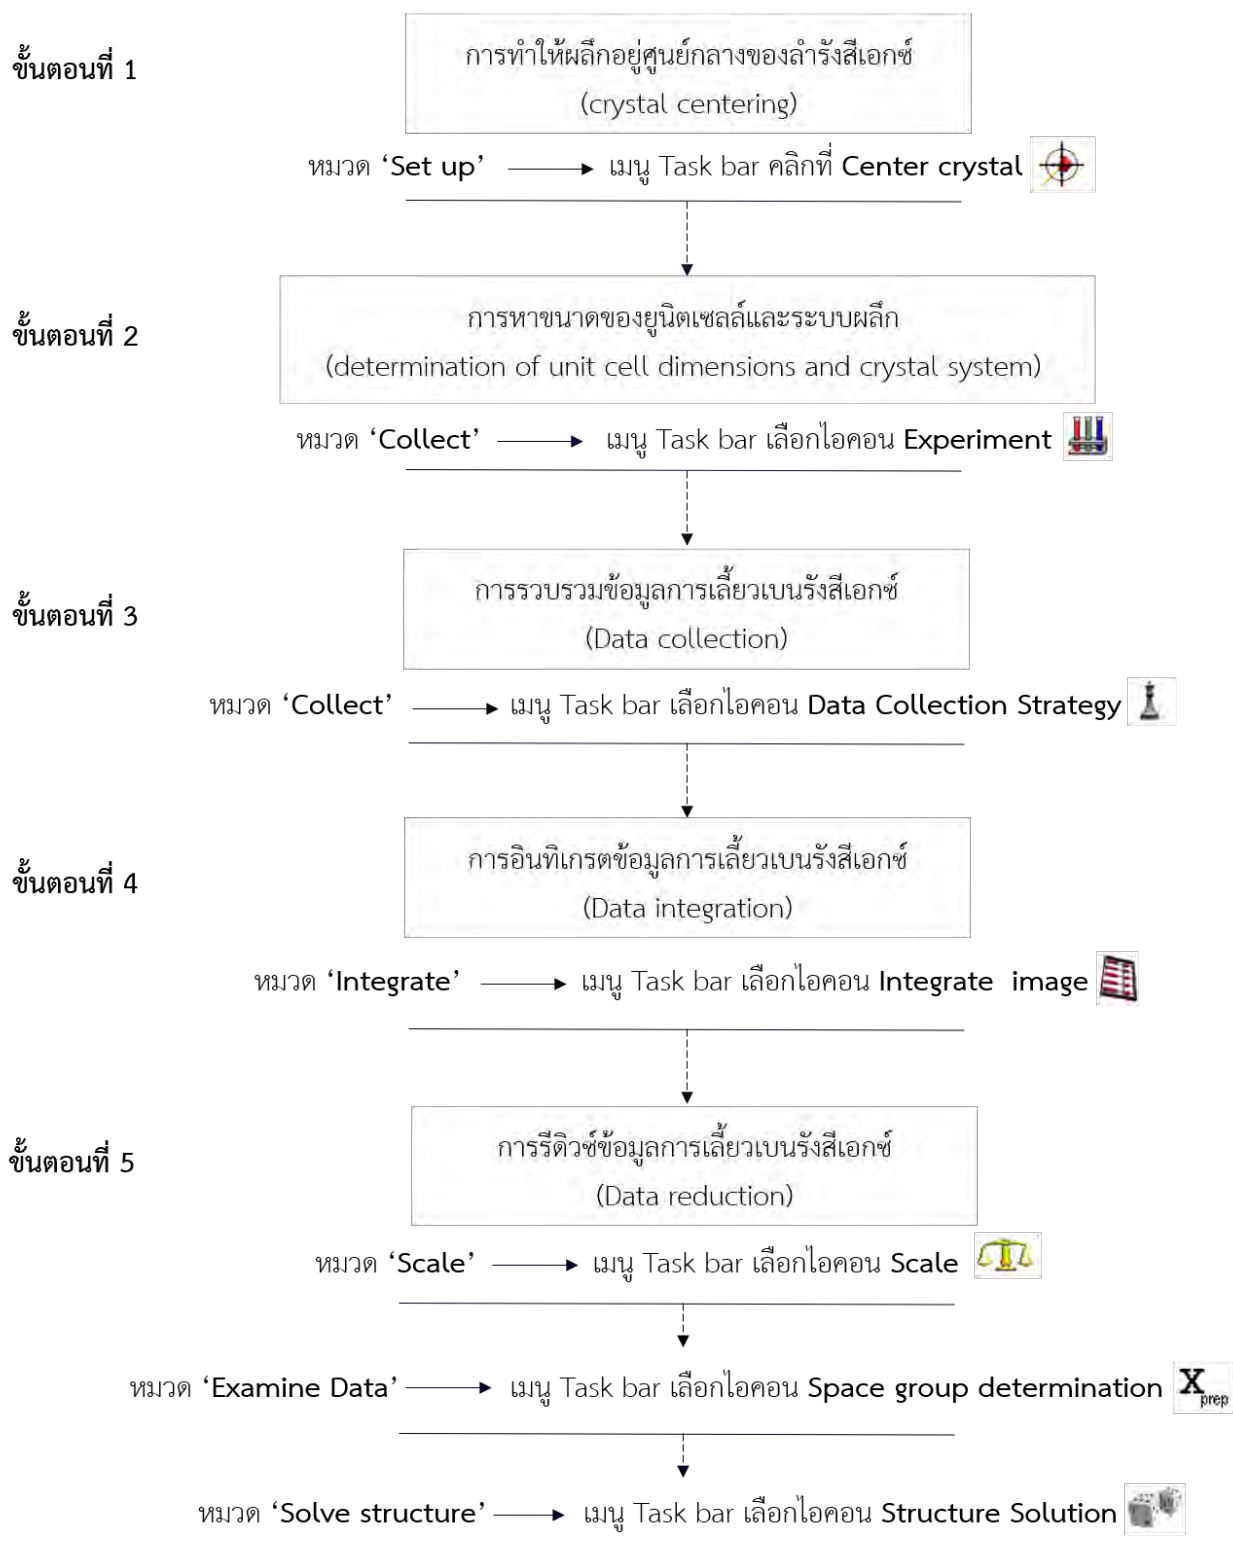 ขั้นตอนที่ 1
การทำให้ผลึกอยู่ศูนย์กลางของลำรังสีเอกซ์
(crystal centering)
หมวด ‘Set up’ เมนู Task bar คลิกที่ Center crystal
ขั้นตอนที่ 2
การหาขนาดของยูนิตเซลล์และระบบผลึก
(determination of unit cell dimensions and crystal system)
หมวด ‘Collect’ เมนู Task bar เลือกไอคอน Experiment
ขั้นตอนที่ 3
การรวบรวมข้อมูลการเลี้ยวเบนรังสีเอกซ์
(Data collection)
หมวด ‘Collect’ เมนู Task bar เลือกไอคอน Data Collection Strategy
ขั้นตอนที่ 4
การอินทิเกรตข้อมูลการเลี้ยวเบนรังสีเอกซ์
(Data integration)
หมวด ‘Integrate’ เมนู Task bar เลือกไอคอน Integrate image
ขั้นตอนที่ 5
การรีดิวซ์ข้อมูลการเลี้ยวเบนรังสีเอกซ์
(Data reduction)
หมวด ‘Scale’ เมนู Task bar เลือกไอคอน Scale
หมวด ‘Examine Data’ เมนู Task bar เลือกไอคอน Space group determination X prep
หมวด ‘Solve structure’ เมนู Task bar เลือกไอคอน Structure Solution